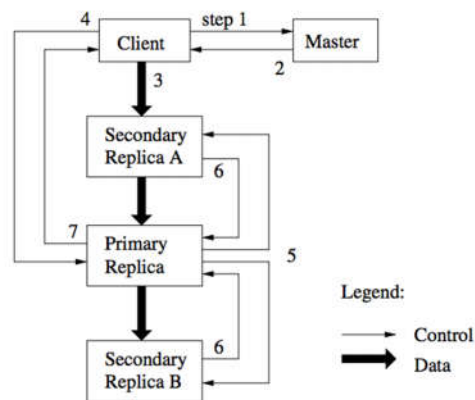 4
step 1
Client
Master
2
3
Secondary
Replica A
6
7
Primary
Replica
5
Legend:
Control
Data
6
Secondary
Replica B